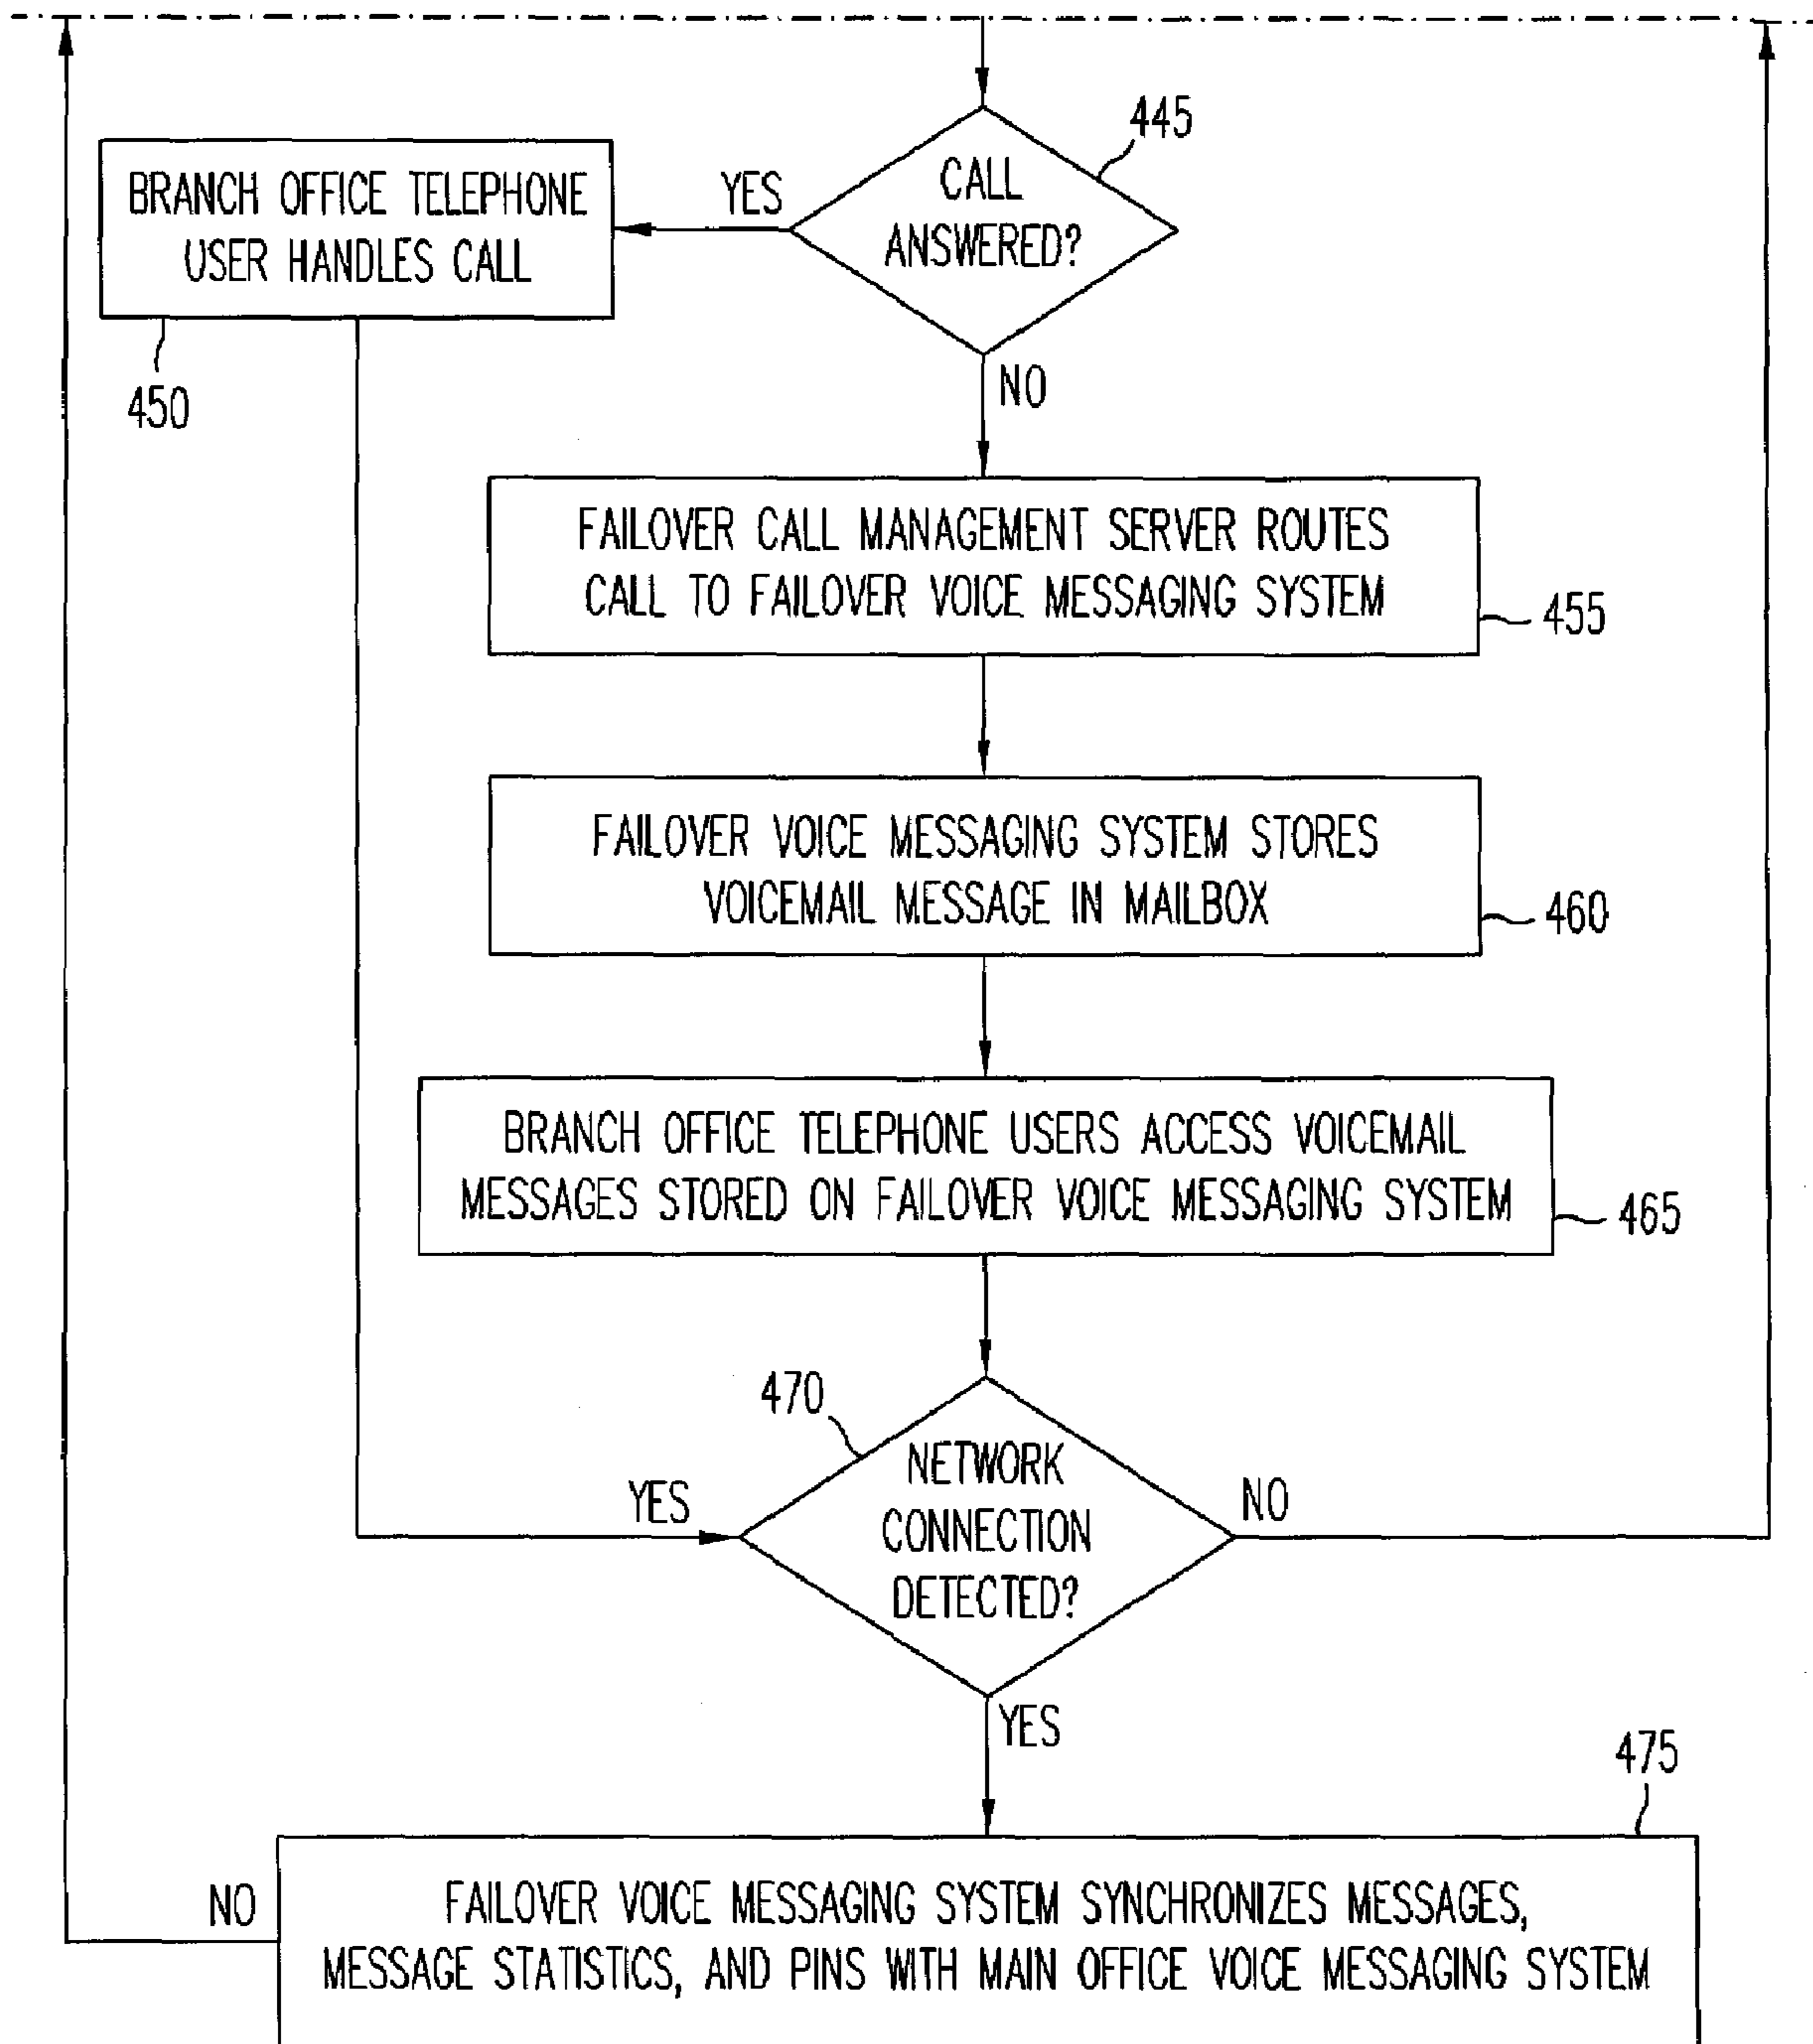 445
CALL
ANSWERED?
YES
BRANCH OFFICE TELEPHONE
USER HANDLES CALL
450
NO
FAILOVER CALL MANAGEMENT SERVER ROUTES
CALL TO FAILOVER VOICE MESSAGING SYSTEM
455
FAILOVER VOICE MESSAGING SYSTEM STORES
VOICEMAIL MESSAGE IN MAILBOX
460
BRANCH OFFICE TELEPHONE USERS ACCESS VOICEMAIL
MESSAGES STORED ON FAILOVER VOICE MESSAGING SYSTEM
465
470
NETWORK
CONNECTION
DETECTED?
YES
NO
YES
475
NO
FAILOVER VOICE MESSAGING SYSTEM SYNCHRONIZES MESSAGES,
MESSAGE STATISTICS, AND PINS WITH MAIN OFFICE VOICE MESSAGING SYSTEM